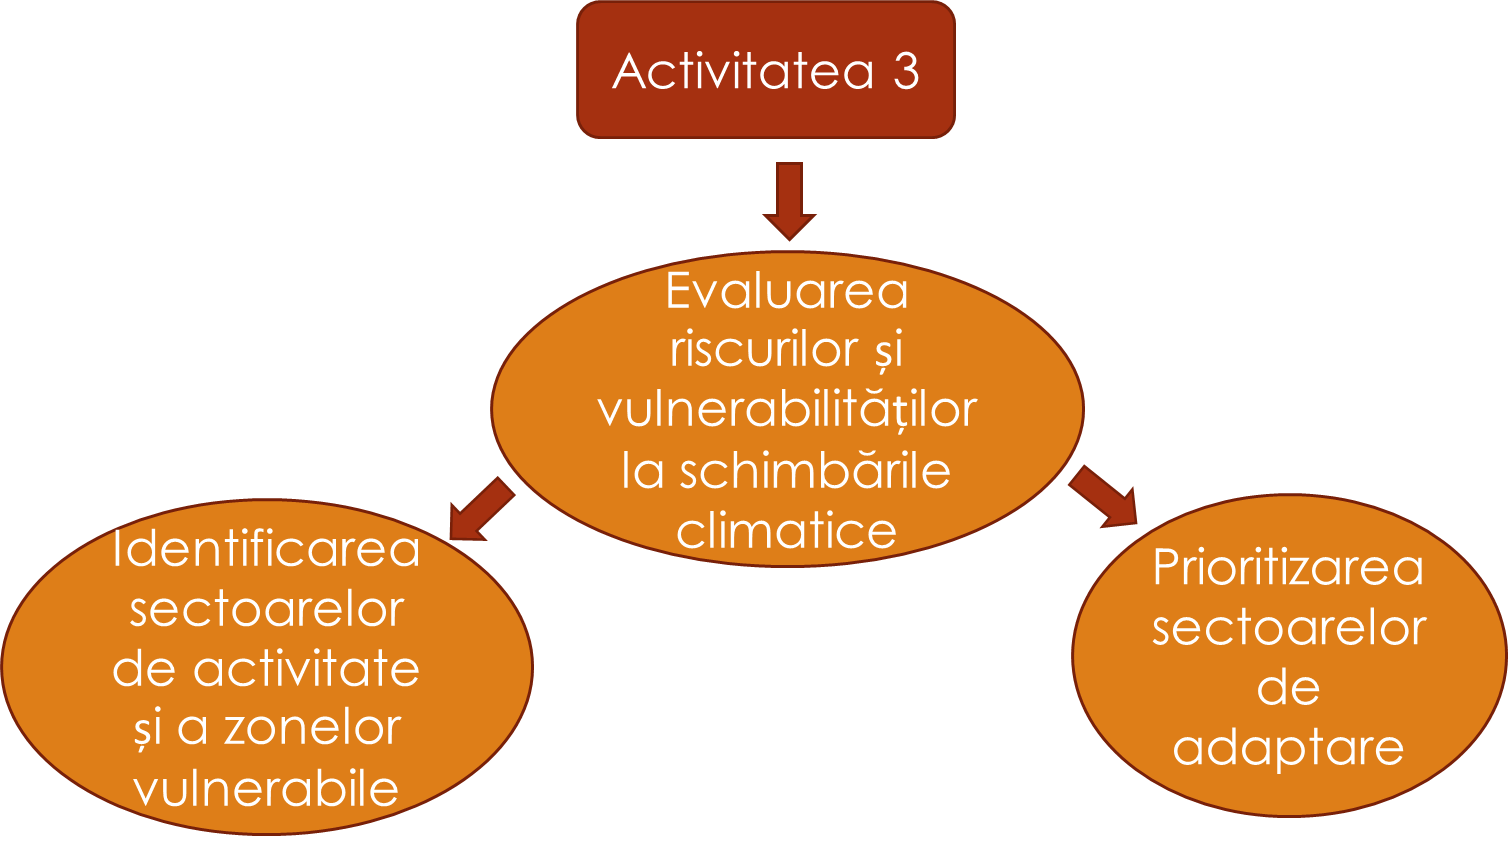 Activitatea 3
Evaluarea
riscurilor și
vulnerabilităților
la schimbările
climatice
Identificarea
sectoarelor
de activitate
și a zonelor
vulnerabile
Prioritizarea
sectoarelor
de
adaptare